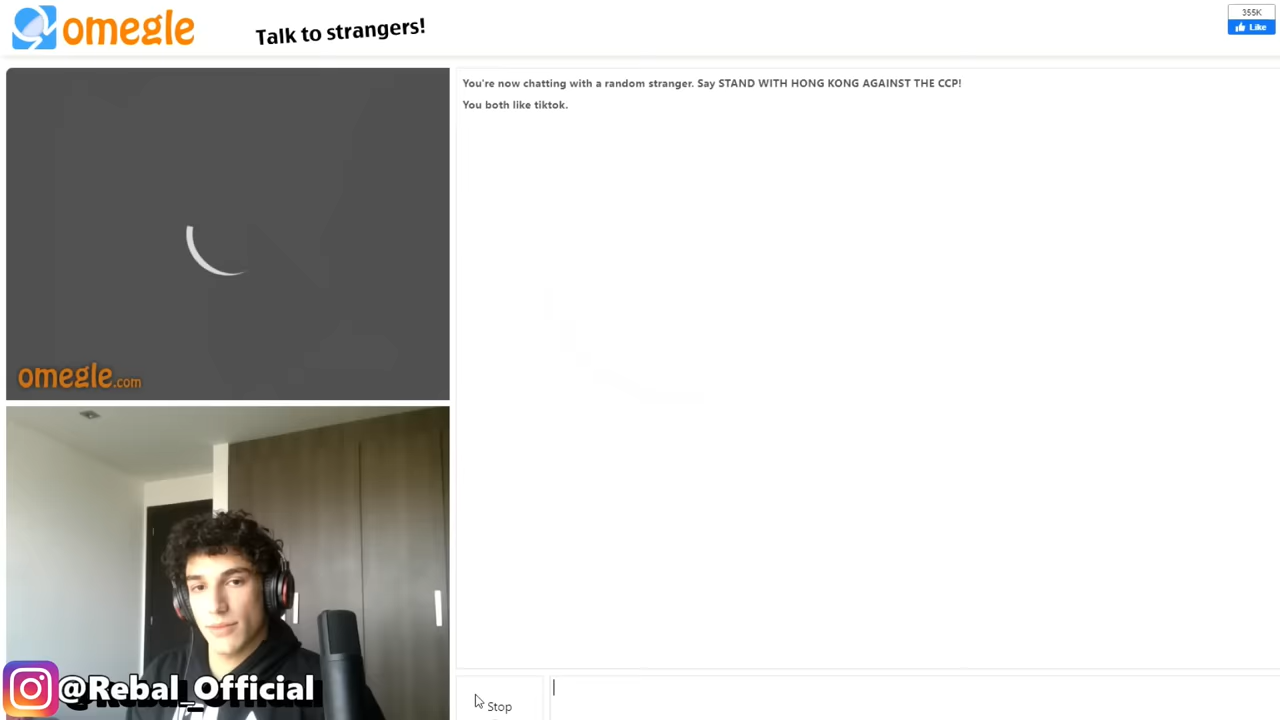 omegle
Talk to strangers!
355K
Like
You're now chatting with a random stranger. Say STAND WITH HONG KONG AGAINST THE CCP!
You both like tiktok.
omegle.com
@Rebal_Official
Stop